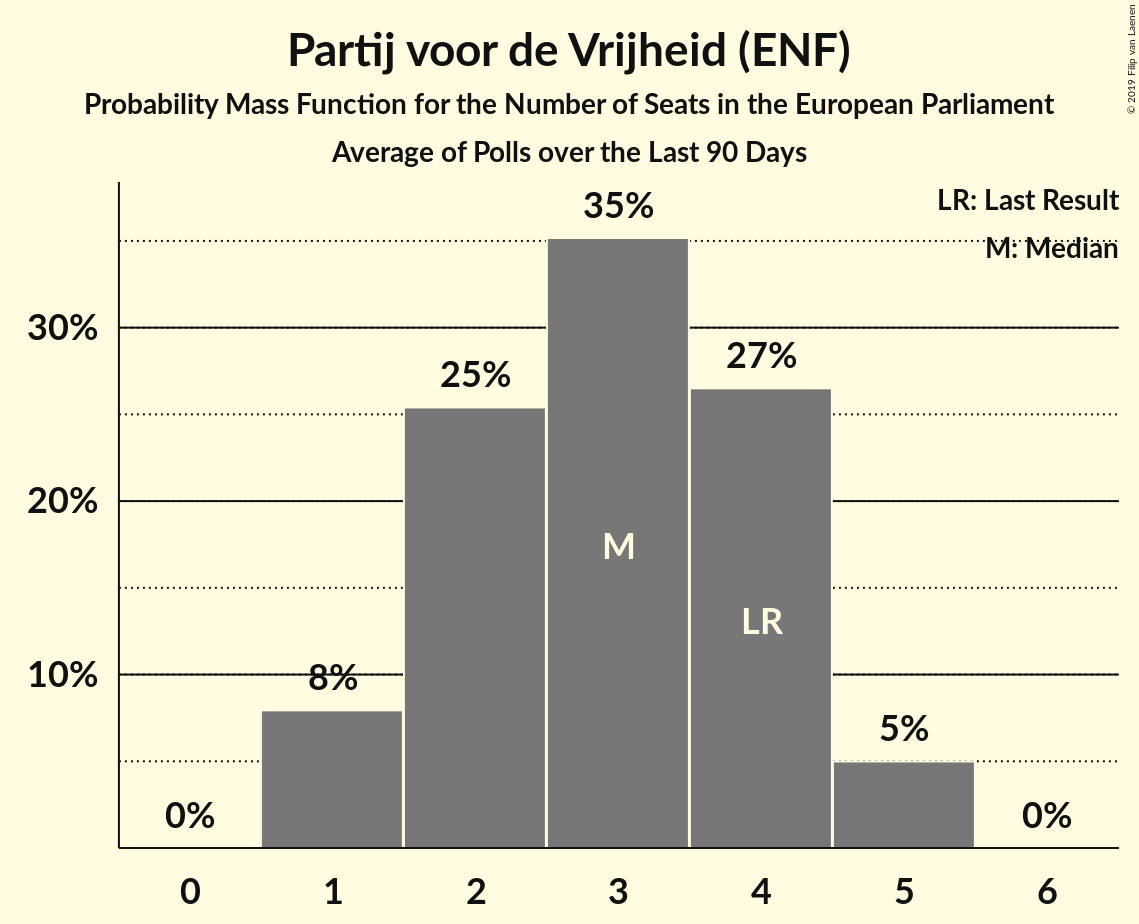 Partij voor de Vrijheid (ENF)
Probability Mass Function for the Number of Seats in the European Parliament
Average of Polls over the Last 90 Days
© 2019 Filip van Laenen
LR: Last Result
M: Median
35%
30%
27%
25%
20%
M
LR
10%
8%
5%
0%
0%
0 1 2 3 4 5 6